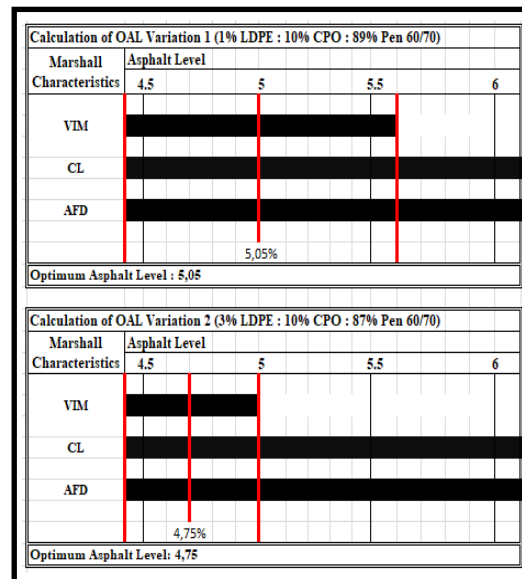 Calculation of OAL Variation 1 (1% LDPE : 10% CPO : 89% Pen 60/70)
Marshall Characteristics
Asphalt Level
4.5 5 5.5 6
VIM
CL
AFD
5,05%
Optimum Asphalt Level : 5,05
Calculation of OAL Variation 2 (3% LDPE : 10% CPO : 87% Pen 60/70)
Marshall Characteristics
Asphalt Level
4.5 5 5.5 6
VIM
CL
AFD
4,75%
Optimum Asphalt Level: 4,75